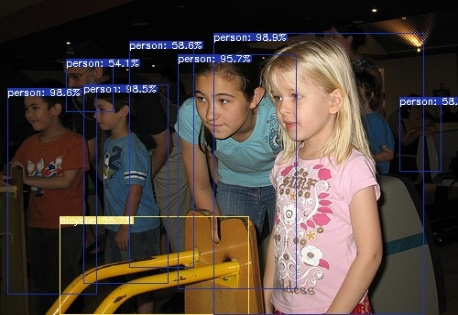 person: 98.9%
person: 58.6%
person: 95.7%
person: 54.1%
person: 98.6%
person: 98.5%
person: 58.